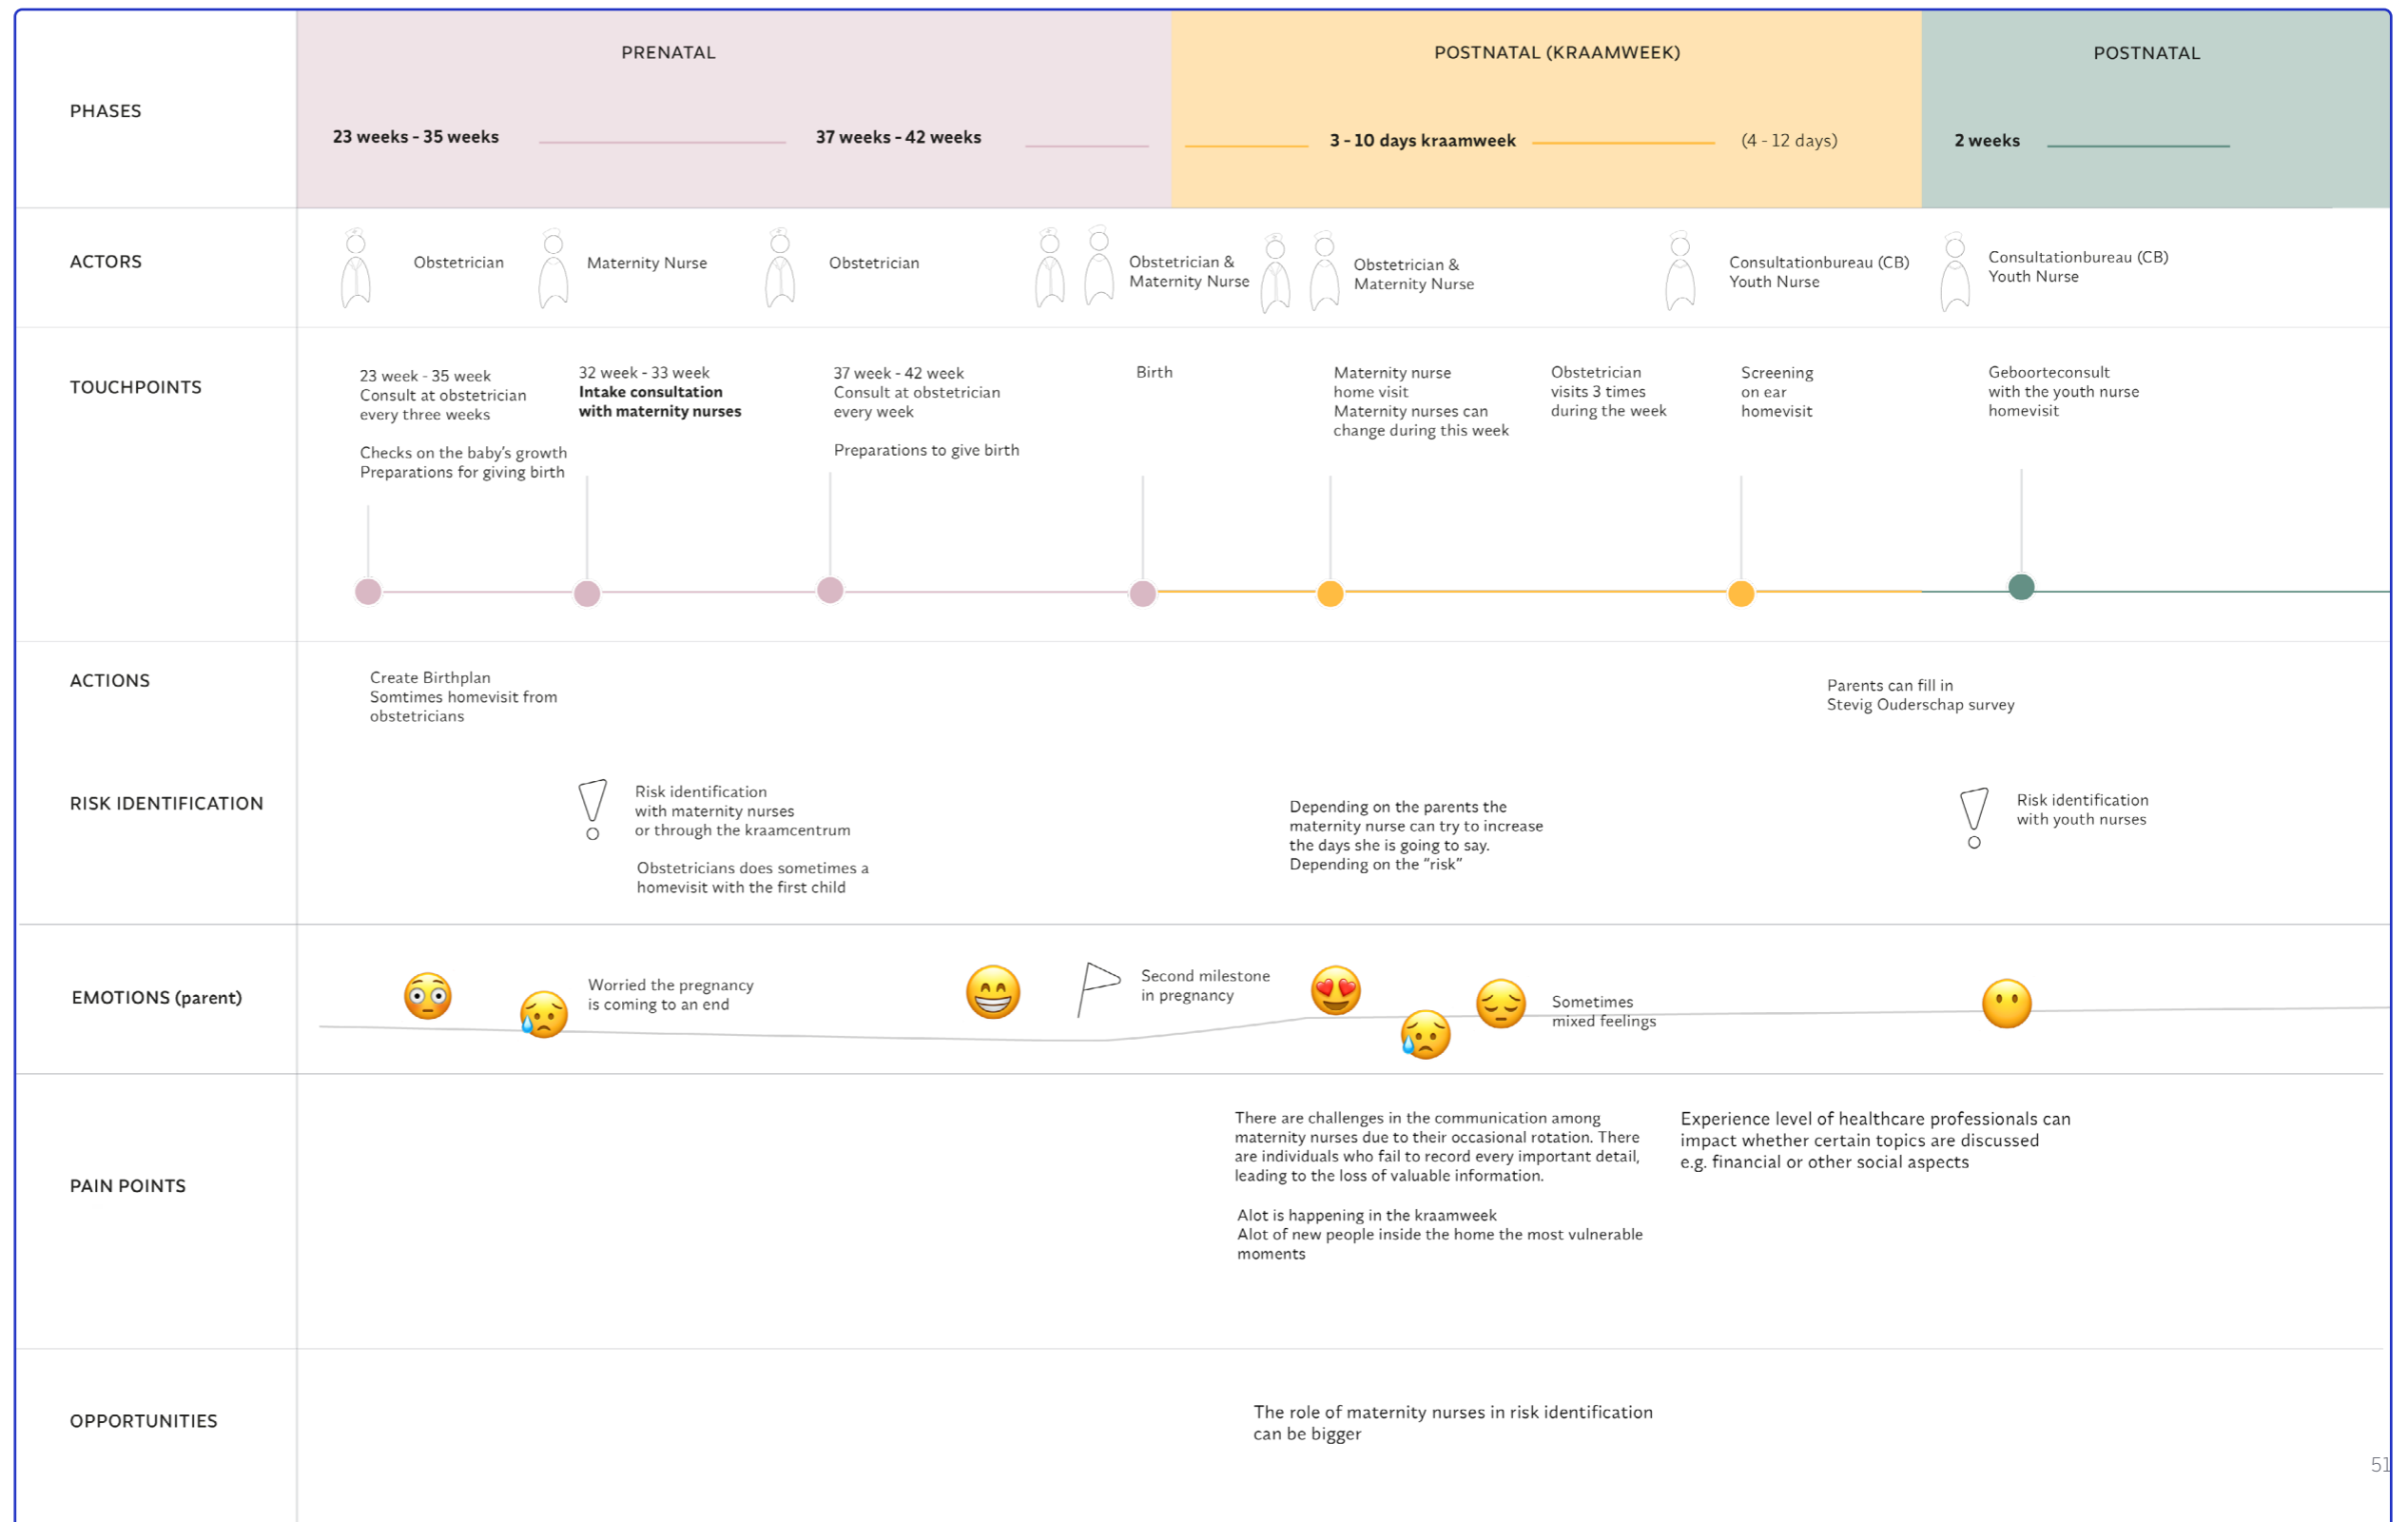 PRENATAL
POSTNATAL (KRAAMWEEK)
POSTNATAL
PHASES
23 weeks - 35 weeks
37 weeks - 42 weeks
3 - 10 days kraamweek
(4 - 12 days)
2 weeks
ACTORS
Obstetrician
Maternity Nurse
Obstetrician
Obstetrician &
Maternity Nurse
Obstetrician &
Maternity Nurse
Consultationbureau (CB)
Youth Nurse
Consultationbureau (CB)
Youth Nurse
TOUCHPOINTS
23 week - 35 week
Consult at obstetrician
every three weeks
Checks on the baby's growth
Preparations for giving birth
32 week - 33 week
Intake consultation
with maternity nurses
37 week - 42 week
Consult at obstetrician
every week
Preparations to give birth
Birth
Maternity nurse
home visit
Maternity nurses can
change during this week
Obstetrician
visits 3 times
during the week
Screening
on ear
homevisit
Geboorteconsult
with the youth nurse
homevisit
ACTIONS
Create Birthplan
Somtimes homevisit from
obstetricians
Parents can fill in
Stevig Ouderschap survey
RISK IDENTIFICATION
Risk identification
with maternity nurses
or through the kraamcentrum
Obstetricians does sometimes a
homevisit with the first child
Depending on the parents the
maternity nurse can try to increase
the days she is going to say.
Depending on the “risk”
Risk identification
with youth nurses
EMOTIONS (parent)
Worried the pregnancy
is coming to an end
Second milestone
in pregnancy
Sometimes
mixed feelings
PAIN POINTS
There are challenges in the communication among
maternity nurses due to their occasional rotation. There
are individuals who fail to record every important detail,
leading to the loss of valuable information.
Alot is happening in the kraamweek
Alot of new people inside the home the most vulnerable
moments
Experience level of healthcare professionals can
impact whether certain topics are discussed
e.g. financial or other social aspects
OPPORTUNITIES
The role of maternity nurses in risk identification
can be bigger
51